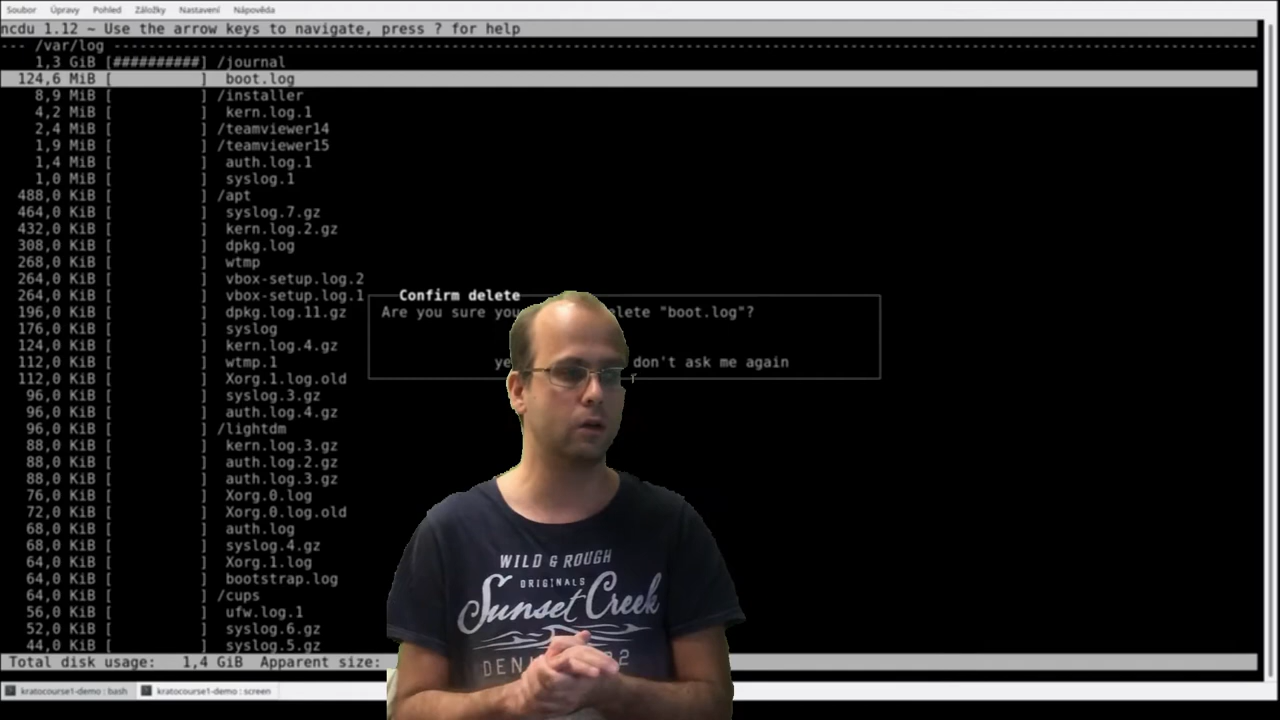 Soubor Úpravy Pohled Záložky Nastavení Nápověda
ncdu 1.12 ~ Use the arrow keys to navigate, press ? for help
--- /var/log ---
1,3 GiB [##########] /journal
124,6 MiB [          ] boot.log
8,9 MiB [          ] /installer
4,2 MiB [          ] kern.log.1
2,4 MiB [          ] /teamviewer14
1,9 MiB [          ] /teamviewer15
1,4 MiB [          ] auth.log.1
1,0 MiB [          ] syslog.1
488,0 KiB [          ] /apt
464,0 KiB [          ] syslog.7.gz
432,0 KiB [          ] kern.log.2.gz
308,0 KiB [          ] dpkg.log
268,0 KiB [          ] wtmp
264,0 KiB [          ] vbox-setup.log.2
264,0 KiB [          ] vbox-setup.log.1
196,0 KiB [          ] dpkg.log.11.gz
176,0 KiB [          ] syslog
124,0 KiB [          ] kern.log.4.gz
112,0 KiB [          ] wtmp.1
112,0 KiB [          ] Xorg.1.log.old
96,0 KiB [          ] syslog.3.gz
96,0 KiB [          ] auth.log.4.gz
96,0 KiB [          ] /lightdm
88,0 KiB [          ] kern.log.3.gz
88,0 KiB [          ] auth.log.2.gz
88,0 KiB [          ] auth.log.3.gz
76,0 KiB [          ] Xorg.0.log
72,0 KiB [          ] Xorg.0.log.old
68,0 KiB [          ] auth.log
68,0 KiB [          ] syslog.4.gz
64,0 KiB [          ] Xorg.1.log
64,0 KiB [          ] bootstrap.log
64,0 KiB [          ] /cups
56,0 KiB [          ] ufw.log.1
52,0 KiB [          ] syslog.6.gz
44,0 KiB [          ] syslog.5.gz
Confirm delete
Are you sure "boot.log"?
don't ask me again
WILD & ROUGH
ORIGINALS
Sunset Creek
Total disk usage: 1,4 GiB Apparent size:
kratocourse1-demo : bash
kratocourse1-demo : screen